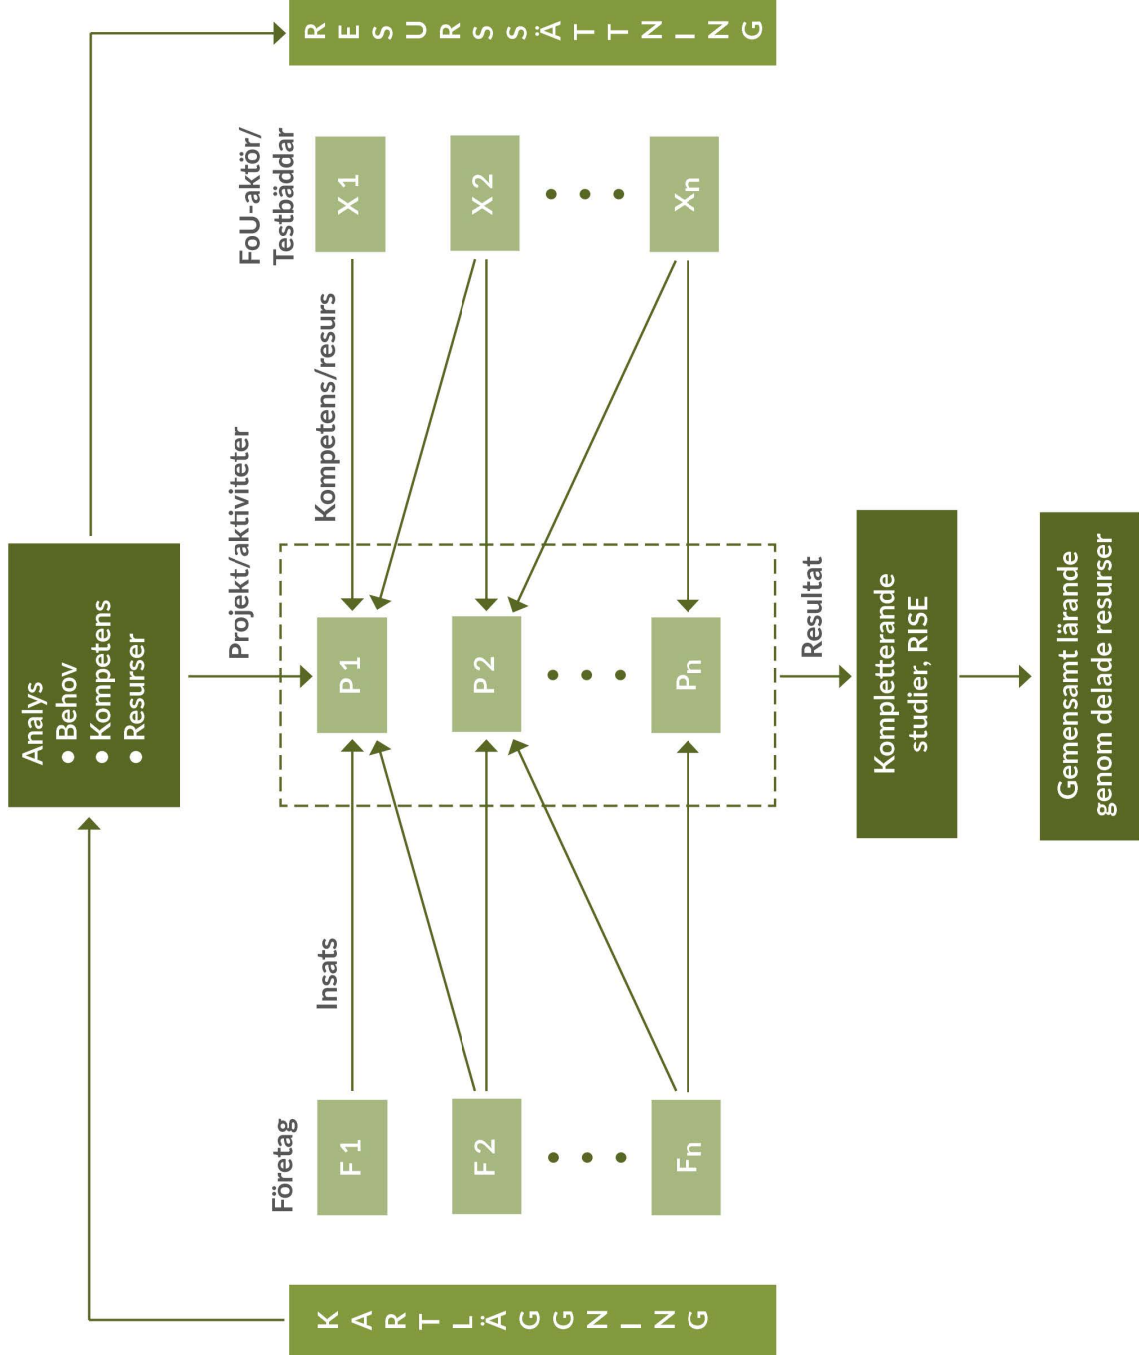 Analys
• Behov
• Kompetens
• Resurser
KARTLÄGGNING
Företag
F 1
F 2
Fn
Insats
Projekt/aktiviteter
P 1
P 2
Pn
Kompetens/resurs
FoU-aktör/
Testbäddar
X 1
X 2
Xn
RESURSSÄTTNING
Resultat
Kompletterande
studier, RISE
Gemensamt lärande
genom delade resurser